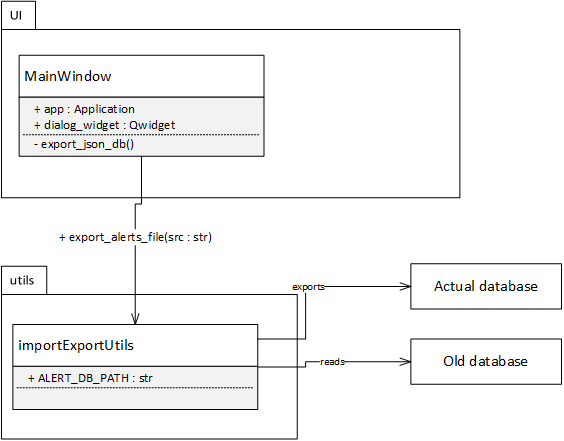 UI
MainWindow
+ app : Application
+ dialog_widget : Qwidget
- export_json_db()
+ export_alerts_file(src : str)
utils
importExportUtils
+ ALERT_DB_PATH : str
exports
Actual database
reads
Old database